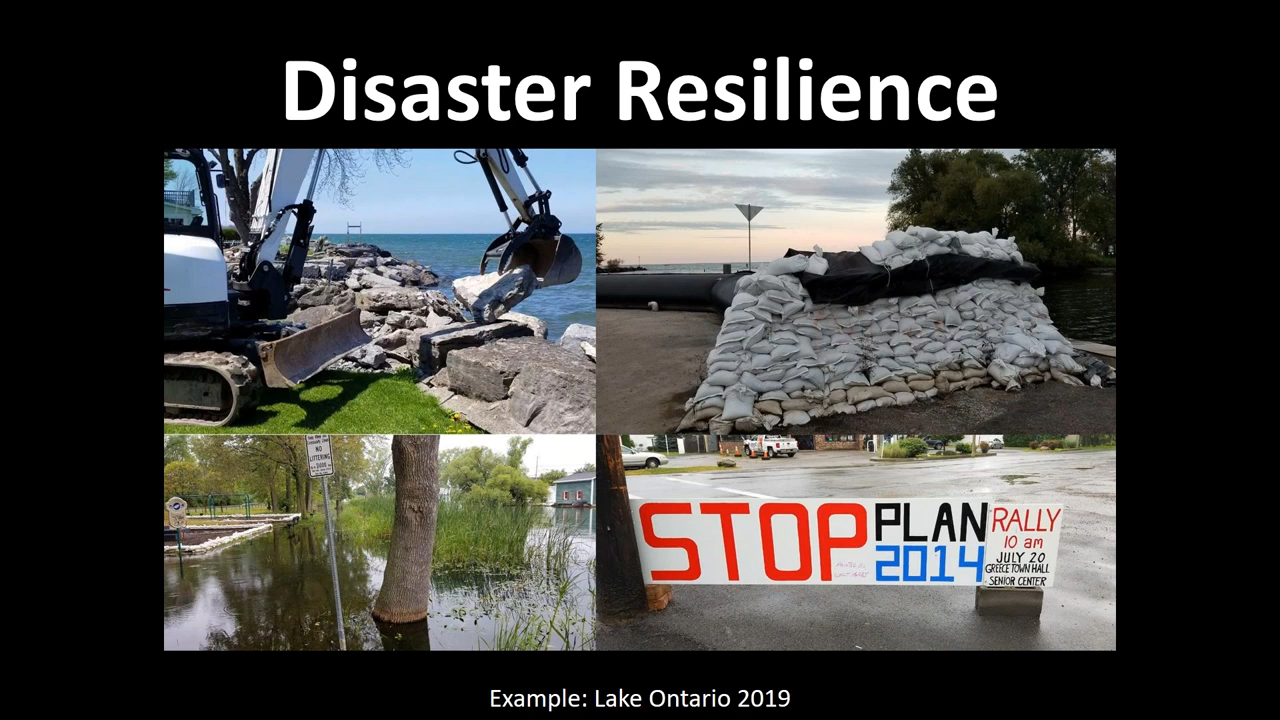 Disaster Resilience
NO
LITTERING
STOP
PLAN
2014
RALLY
10 am
JULY 20
GREECE TOWN HALL
SENIOR CENTER
Example: Lake Ontario 2019